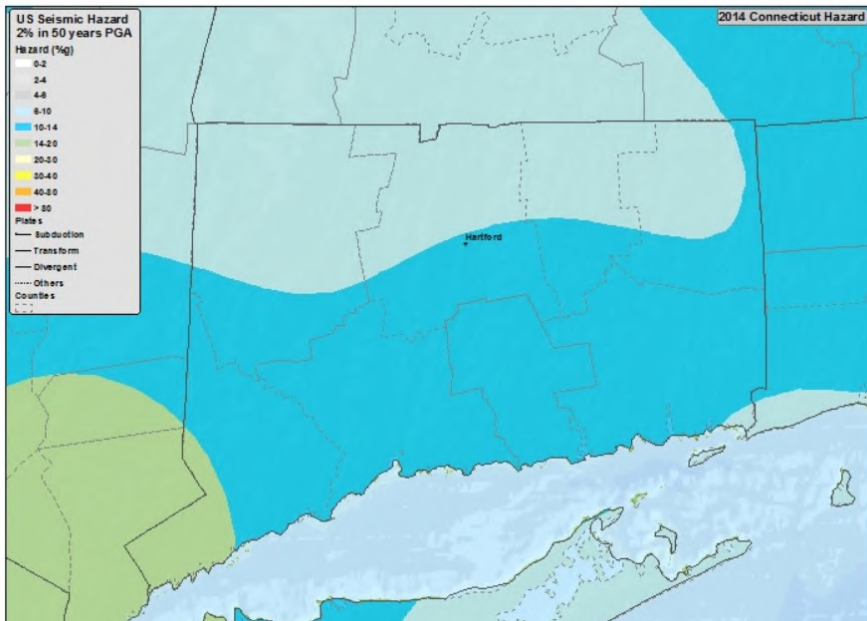 US Seismic Hazard
2% in 50 years PGA
Hazard (%g)
0-2
2-4
4-6
6-10
10-14
14-20
20-30
30-40
40-80
> 80
Plates
Subduction
Transform
Divergent
Others
Counties
2014 Connecticut Hazard
Hartford